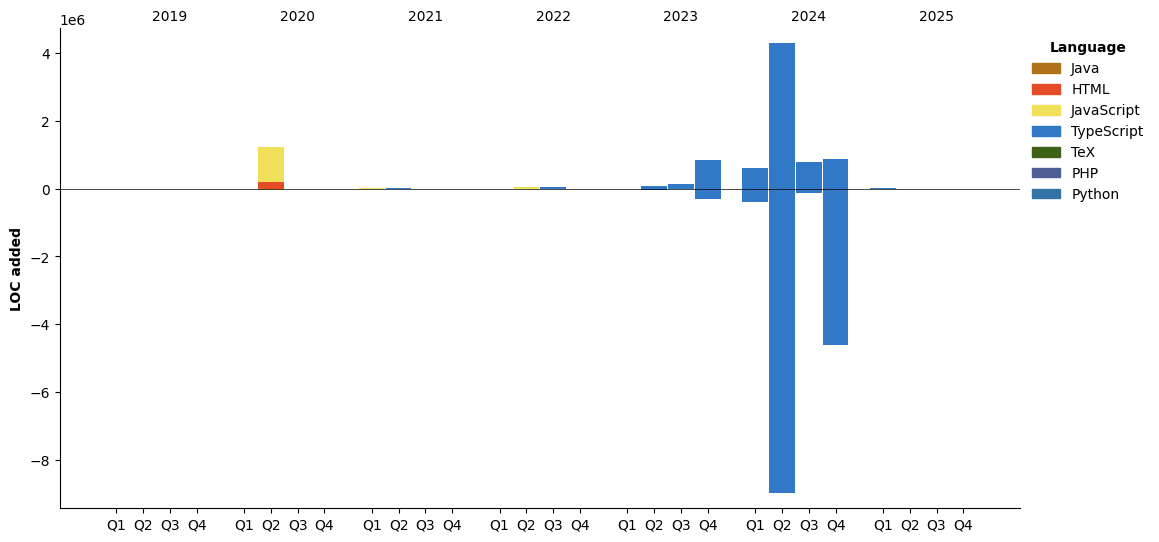 1e6
2019 2020 2021 2022 2023 2024 2025
4
2
0
−2
−4
−6
−8
LOC added
Q1 Q2 Q3 Q4 Q1 Q2 Q3 Q4 Q1 Q2 Q3 Q4 Q1 Q2 Q3 Q4 Q1 Q2 Q3 Q4 Q1 Q2 Q3 Q4 Q1 Q2 Q3 Q4
Language
Java
HTML
JavaScript
TypeScript
TeX
PHP
Python